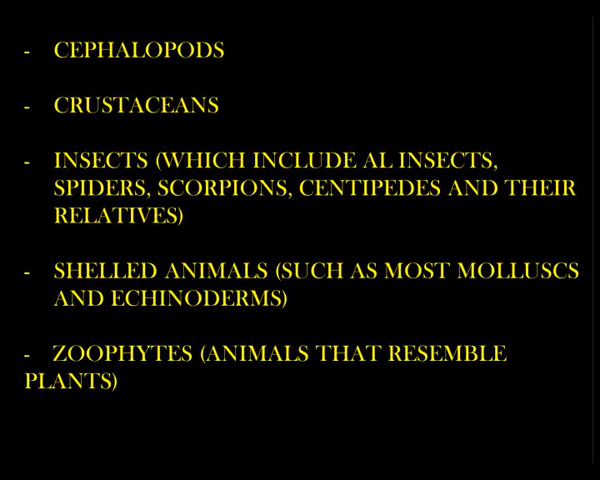 - CEPHALOPODS
- CRUSTACEANS
- INSECTS (WHICH INCLUDE AL INSECTS,
SPIDERS, SCORPIONS, CENTIPEDES AND THEIR
RELATIVES)
- SHELLED ANIMALS (SUCH AS MOST MOLLUSCS
AND ECHINODERMS)
- ZOOPHYTES (ANIMALS THAT RESEMBLE
PLANTS)